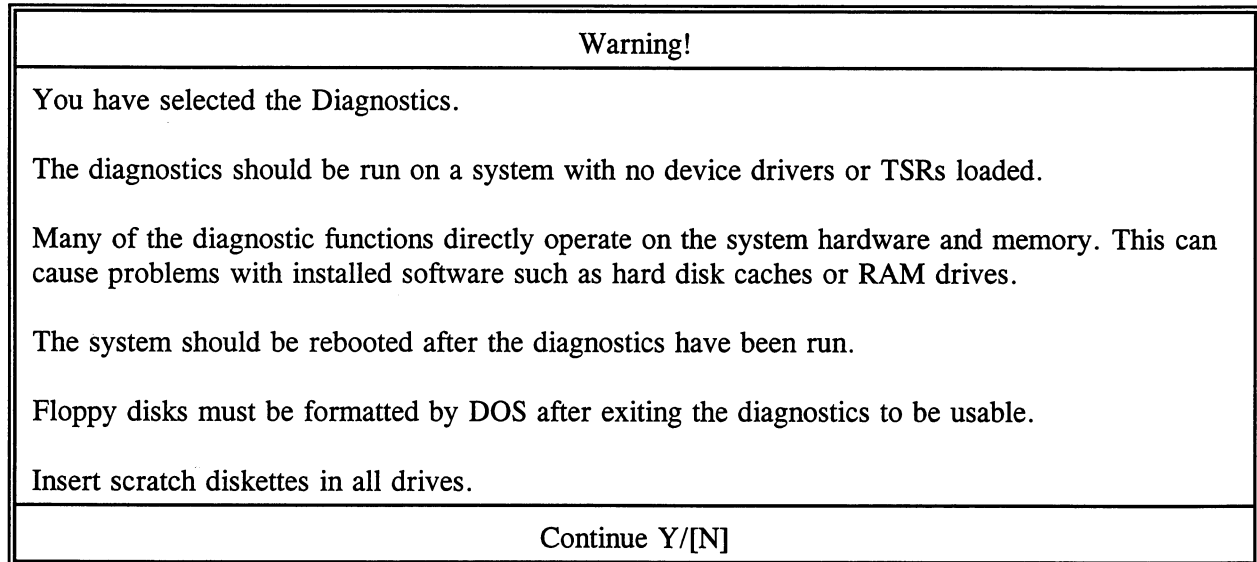 Warning!
You have selected the Diagnostics.
The diagnostics should be run on a system with no device drivers or TSRs loaded.
Many of the diagnostic functions directly operate on the system hardware and memory. This can
cause problems with installed software such as hard disk caches or RAM drives.
The system should be rebooted after the diagnostics have been run.
Floppy disks must be formatted by DOS after exiting the diagnostics to be usable.
Insert scratch diskettes in all drives.
Continue Y/[N]